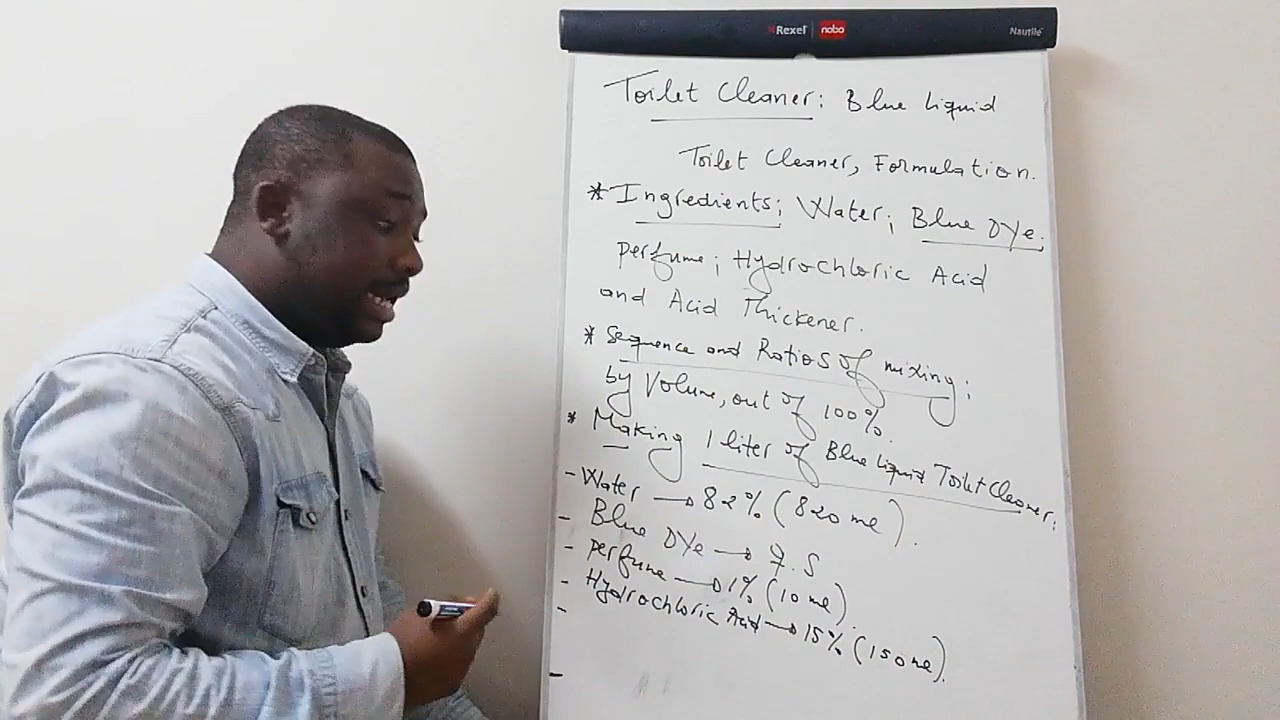 Rexel nobo Nautile
Toilet Cleaner: Blue Liquid
Toilet Cleaner, Formulation.
* Ingredients; Water; Blue DYe;
Perfume; Hydrochloric Acid
and Acid Thickener.
* Sequence and Ratios of mixing;
by Volume, out of 100%.
* Making 1 liter of Blue Liquid Toilet Cleaner:
- Water → 82% (820 ml).
- Blue DYe → q.S
- Perfume → 1% (10 ml).
- Hydrochloric Acid → 15% (150 ml).
-
-